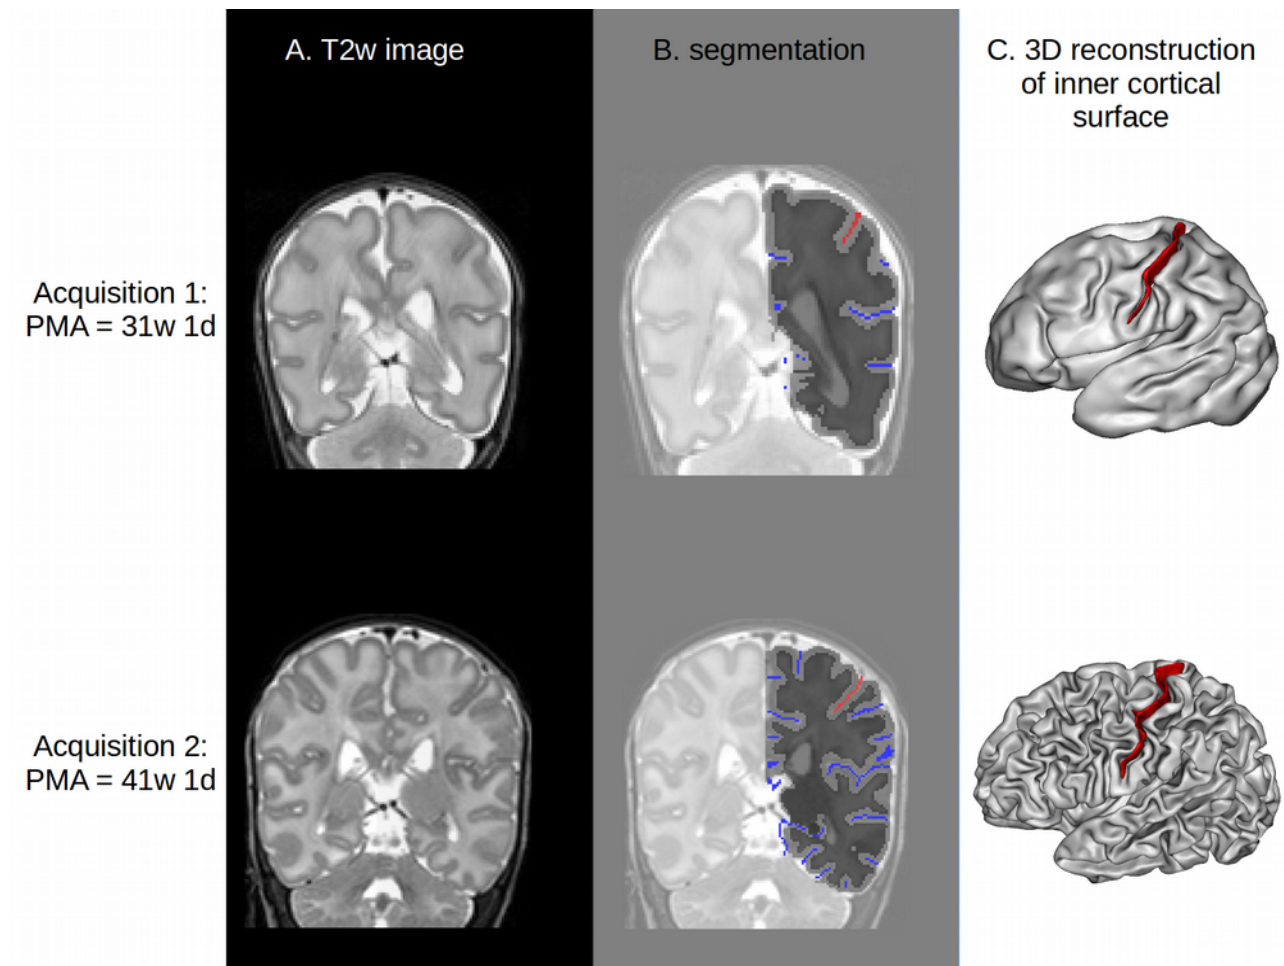 A. T2w image
B. segmentation
C. 3D reconstruction
of inner cortical
surface
Acquisition 1:
PMA = 31w 1d
Acquisition 2:
PMA = 41w 1d